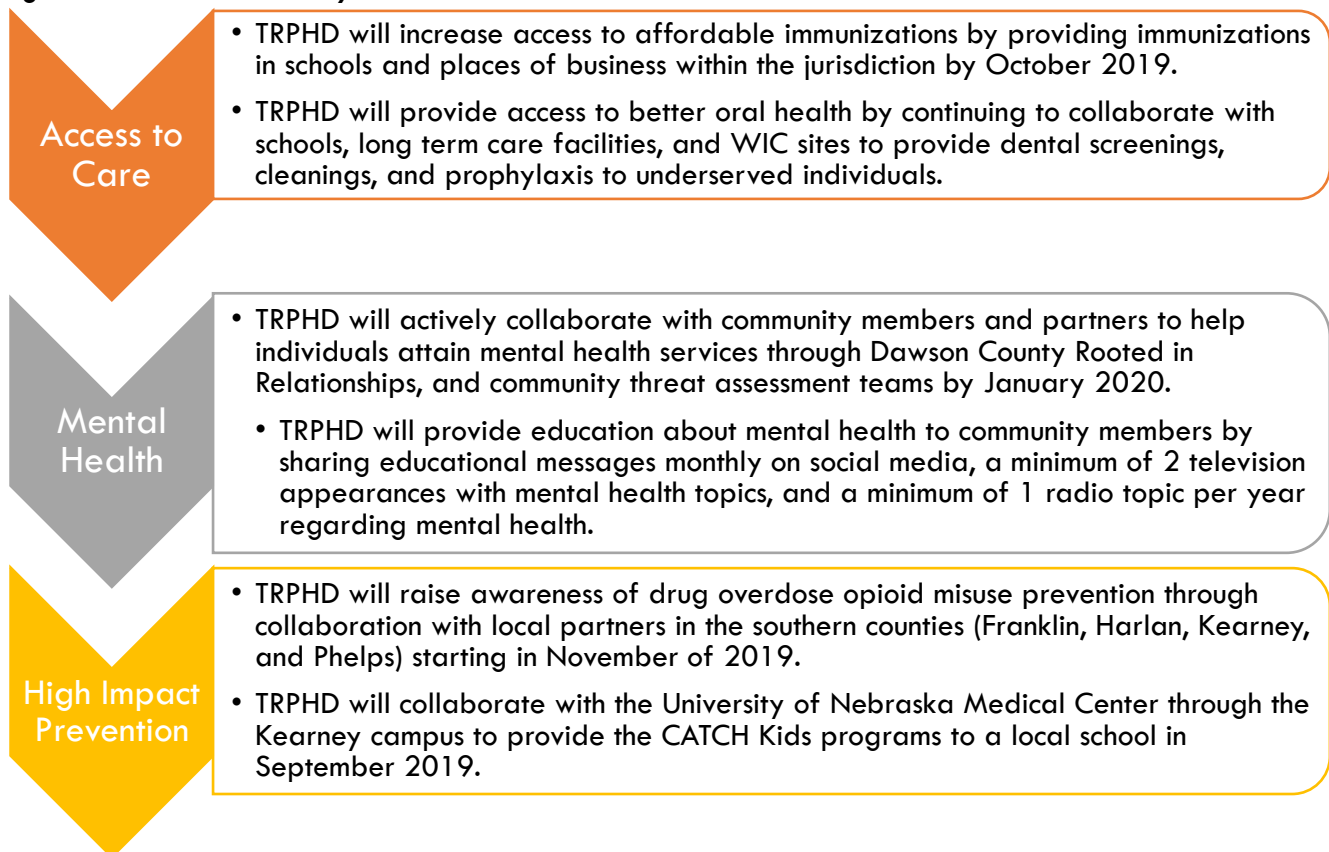 Access to
Care
• TRPHD will increase access to affordable immunizations by providing immunizations
in schools and places of business within the jurisdiction by October 2019.
• TRPHD will provide access to better oral health by continuing to collaborate with
schools, long term care facilities, and WIC sites to provide dental screenings,
cleanings, and prophylaxis to underserved individuals.
Mental
Health
• TRPHD will actively collaborate with community members and partners to help
individuals attain mental health services through Dawson County Rooted in
Relationships, and community threat assessment teams by January 2020.
• TRPHD will provide education about mental health to community members by
sharing educational messages monthly on social media, a minimum of 2 television
appearances with mental health topics, and a minimum of 1 radio topic per year
regarding mental health.
High Impact
Prevention
• TRPHD will raise awareness of drug overdose opioid misuse prevention through
collaboration with local partners in the southern counties (Franklin, Harlan, Kearney,
and Phelps) starting in November of 2019.
• TRPHD will collaborate with the University of Nebraska Medical Center through the
Kearney campus to provide the CATCH Kids programs to a local school in
September 2019.